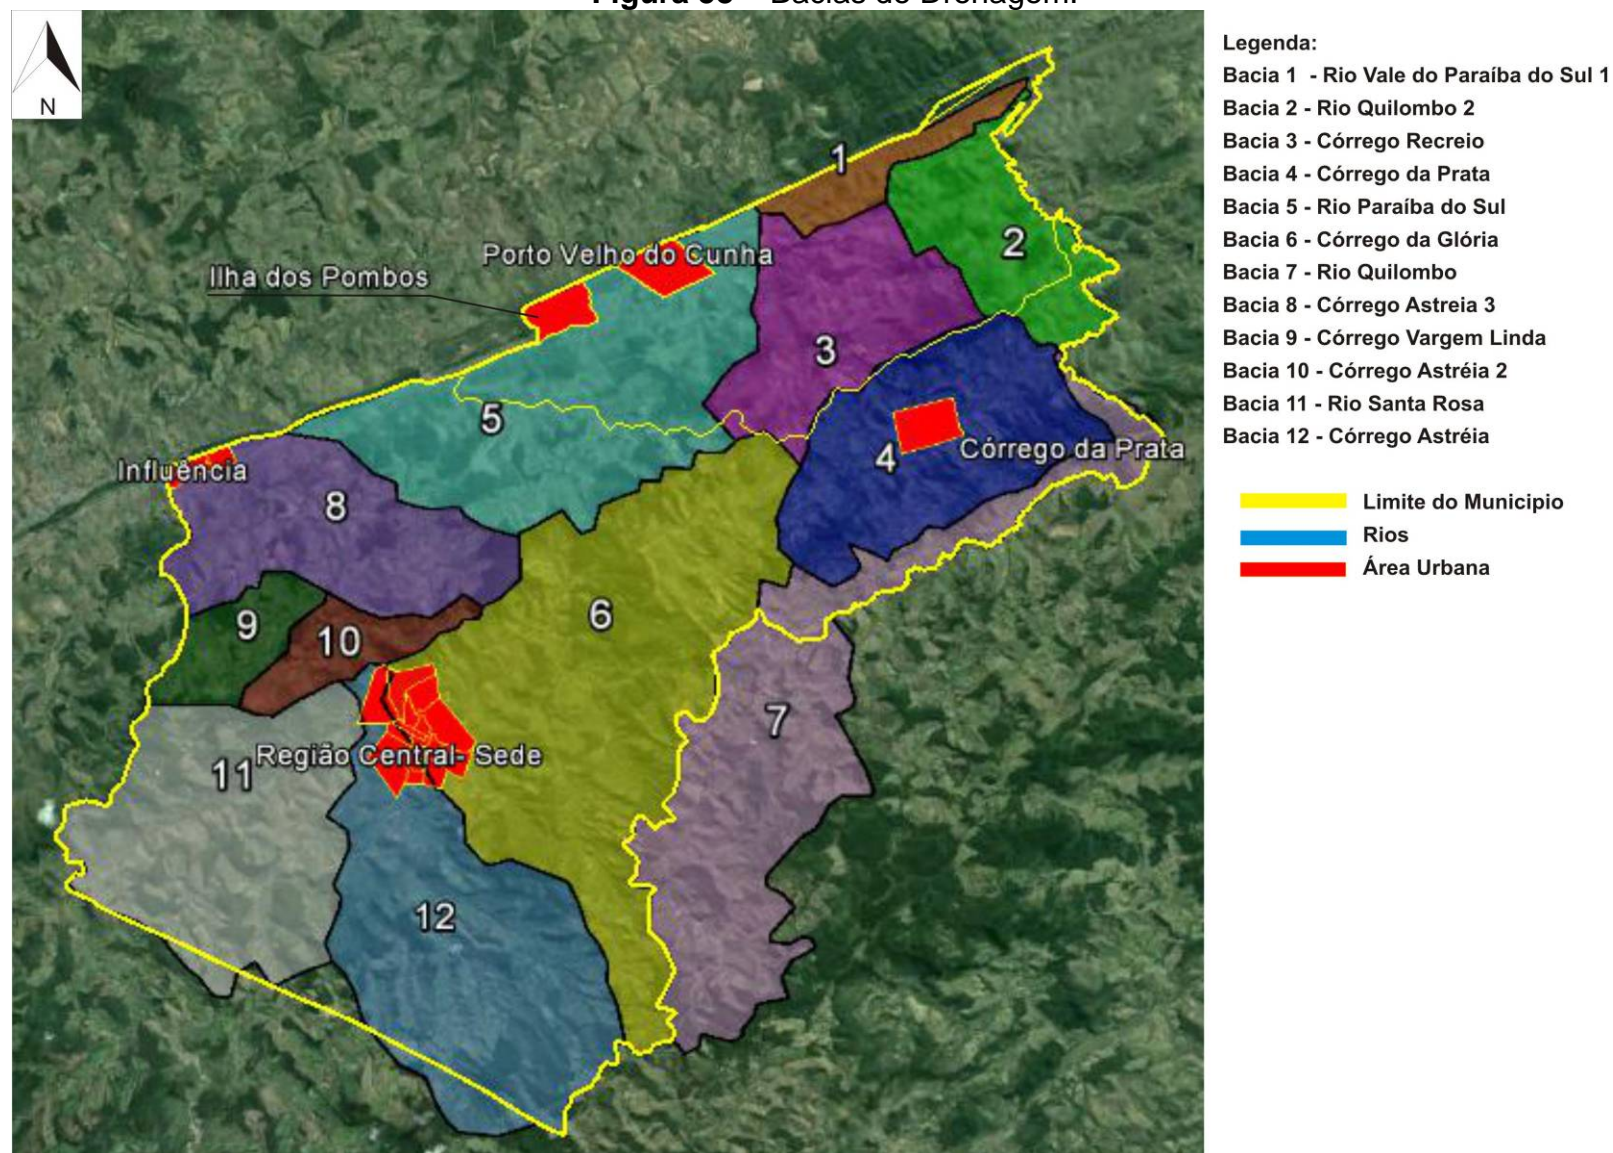 N
Legenda:
Bacia 1 - Rio Vale do Paraíba do Sul 1
Bacia 2 - Rio Quilombo 2
Bacia 3 - Córrego Recreio
Bacia 4 - Córrego da Prata
Bacia 5 - Rio Paraíba do Sul
Bacia 6 - Córrego da Glória
Bacia 7 - Rio Quilombo
Bacia 8 - Córrego Astreia 3
Bacia 9 - Córrego Vargem Linda
Bacia 10 - Córrego Astréia 2
Bacia 11 - Rio Santa Rosa
Bacia 12 - Córrego Astréia
Limite do Municipio
Rios
Área Urbana
1
2
Porto Velho do Cunha
Ilha dos Pombos
3
5
4
Córrego da Prata
Influência
8
6
9
10
7
Região Central- Sede
11
12